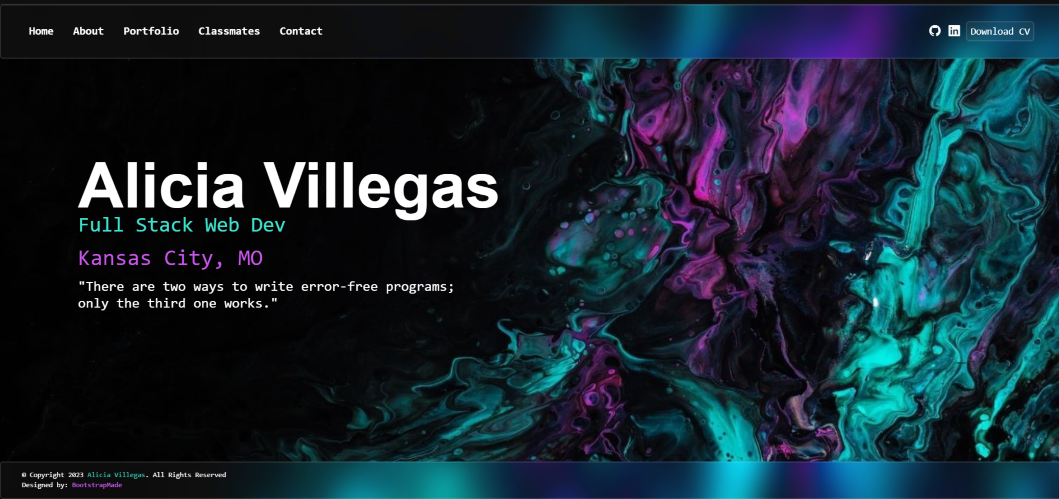 Home About Portfolio Classmates Contact Download CV
Alicia Villegas
Full Stack Web Dev
Kansas City, MO
"There are two ways to write error-free programs;
only the third one works."
© Copyright 2023 Alicia Villegas. All Rights Reserved
Designed by: BootstrapMade